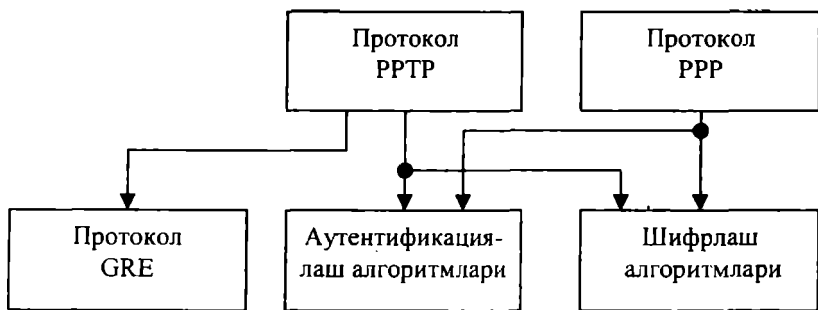 Протокол
PPTP
Протокол
PPP
Протокол
GRE
Аутентификация-
лаш алгоритмлари
Шифрлаш
алгоритмлари